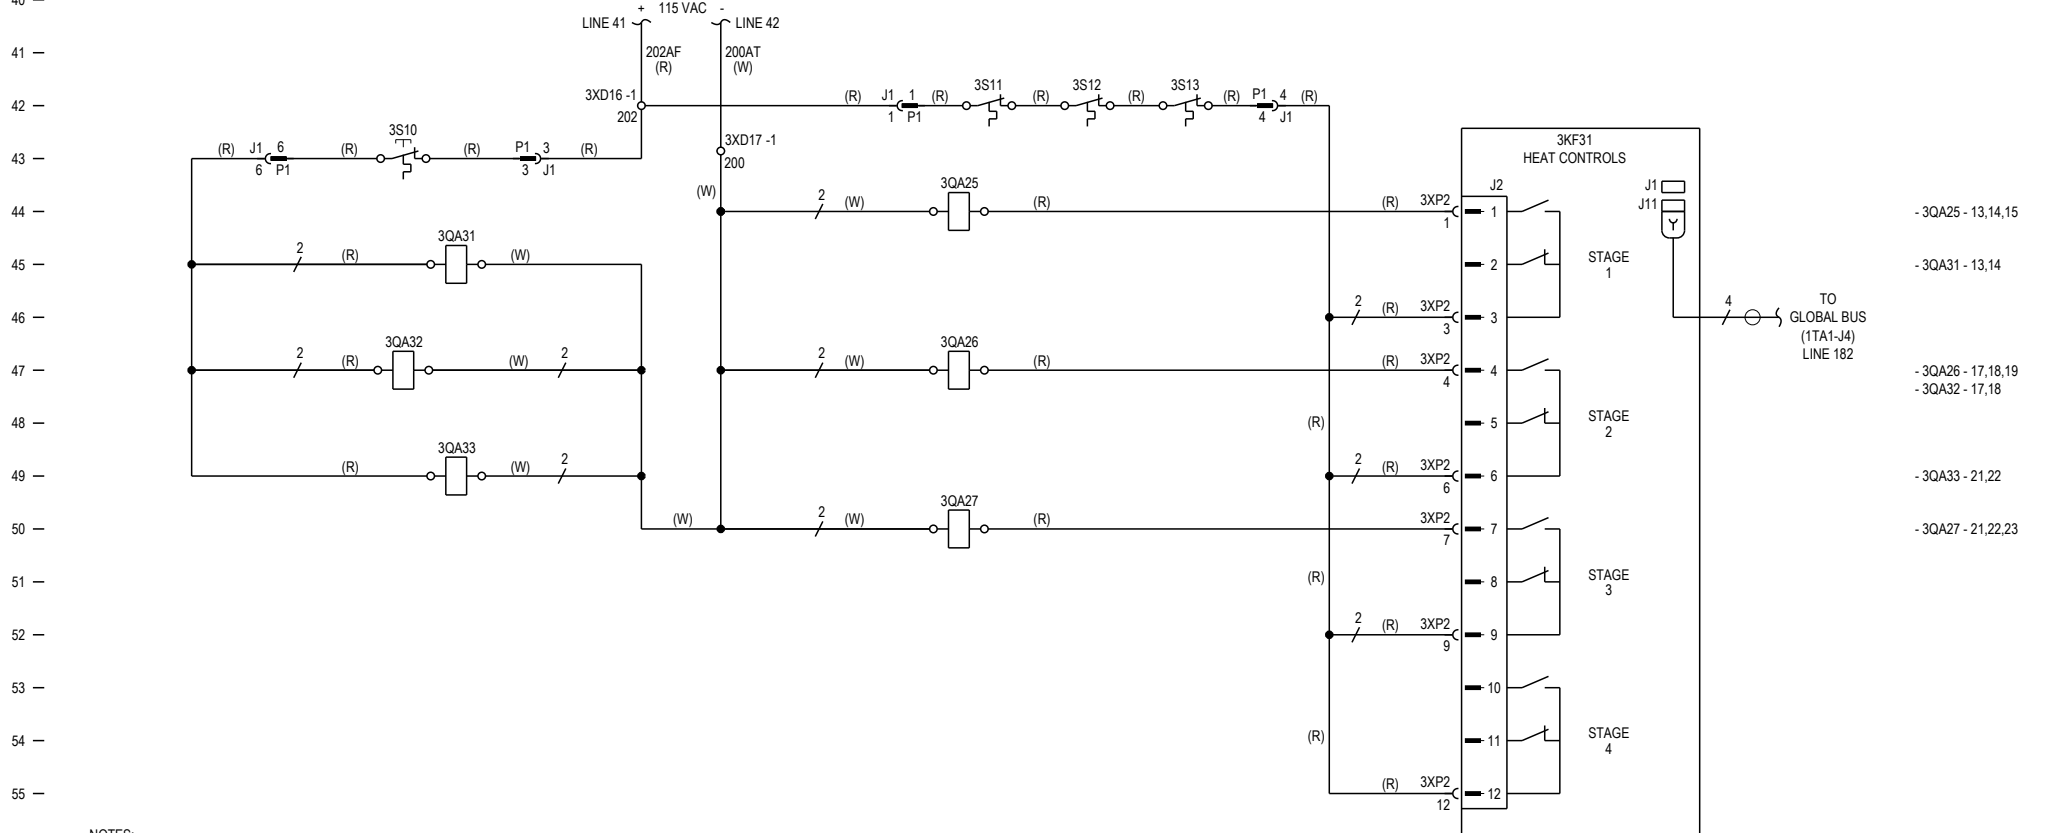 40
+ 115 VAC -
LINE 41 LINE 42
41
202AF 200AT
(R) (W)
3S11 3S12 3S13
3XD16 -1 (R) J1 1 (R) (R) (R) (R) P1 4 (R)
42
202 1 P1 4 J1
3S10 3XD17 -1 3KF31
(R) J1 6 (R) (R) P1 3 (R) HEAT CONTROLS
43
6 P1 3 J1 200
3QA25 J2 J1
(W) 2 (W) (R) (R) 3XP2 J11
44 1 - 3QA25 - 13,14,15
1
3QA31
2 (R) (W) STAGE
45 2 1 - 3QA31 - 13,14
2 (R) 3XP2 4 TO
46 3 GLOBAL BUS
3 (1TA1-J4)
3QA32 3QA26 LINE 182
2 (R) (W) 2 2 (W) (R) (R) 3XP2
47 4 - 3QA26 - 17,18,19
4 - 3QA32 - 17,18
48 (R) 5 STAGE
2
3QA33
(R) (W) 2 2 (R) 3XP2
49 6 - 3QA33 - 21,22
6
3QA27
(W) 2 (W) (R) 3XP2
50 7 - 3QA27 - 21,22,23
7
51 (R) 8 STAGE
3
2 (R) 3XP2
52 9
9
53 10
54 (R) 11 STAGE
4
(R) 3XP2
55 12
12
NOTES: